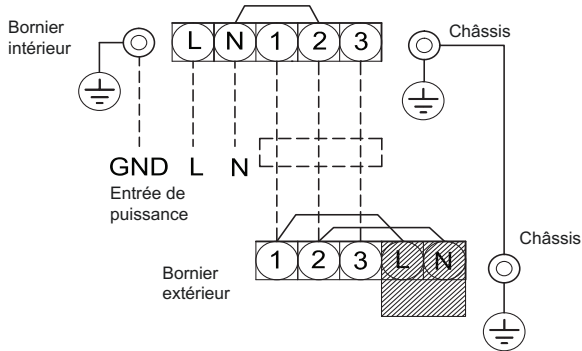 Bornier
intérieur
L N 1 2 3
Châssis
GND L N
Entrée de
puissance
1 2 3 L N
Bornier
extérieur
Châssis